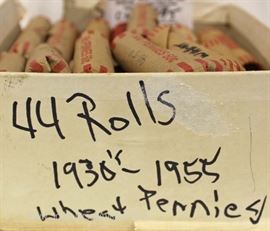 44 Rolls
1930's - 1955
Wheat Pennies